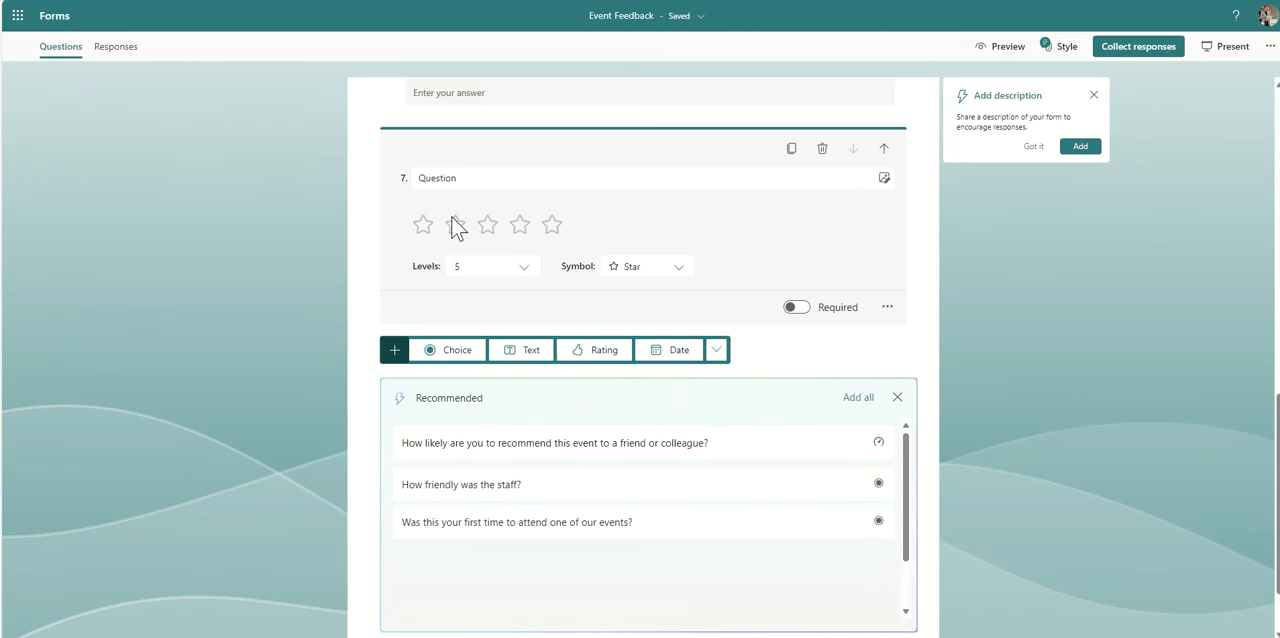 Forms
Event Feedback - Saved
?
Questions
Responses
Preview
Style
Collect responses
Present
Enter your answer
Add description
Share a description of your form to
encourage responses.
Got it
Add
7. Question
Levels: 5
Symbol: Star
Required
Choice
Text
Rating
Date
Recommended
Add all
How likely are you to recommend this event to a friend or colleague?
How friendly was the staff?
Was this your first time to attend one of our events?